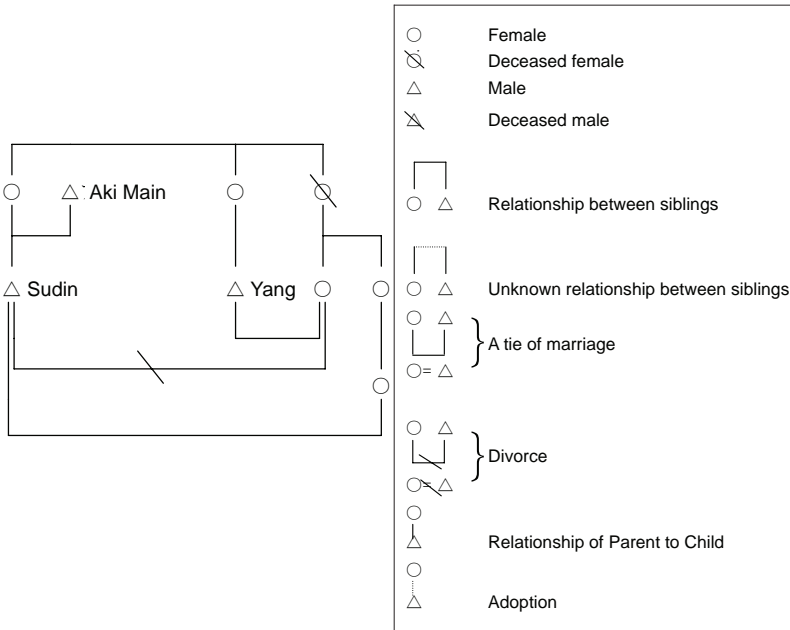 Aki Main
Sudin
Yang
Female
Deceased female
Male
Deceased male
Relationship between siblings
Unknown relationship between siblings
A tie of marriage
Divorce
Relationship of Parent to Child
Adoption